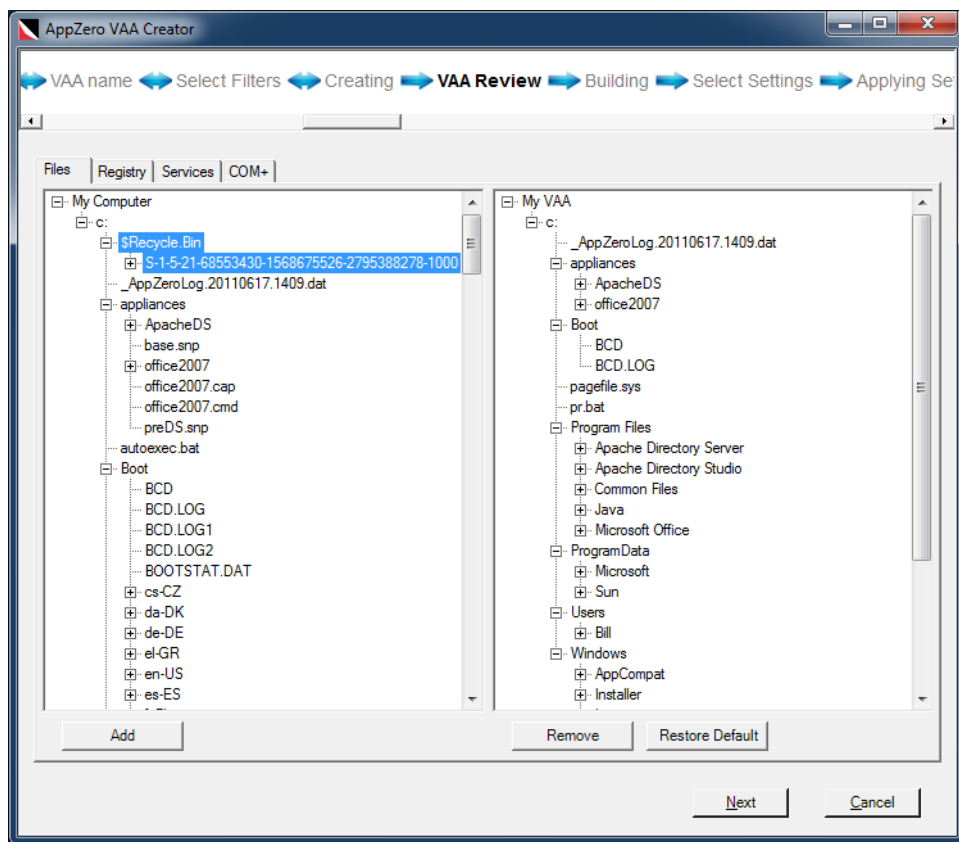 AppZero VAA Creator
VAA name Select Filters Creating VAA Review Building Select Settings Applying Se
Files Registry Services COM+
My Computer
c:
$Recycle.Bin
S-1-5-21-68553430-1568675526-2795388278-1000
_AppZeroLog.20110617.1409.dat
appliances
ApacheDS
base.snp
office2007
office2007.cap
office2007.cmd
preDS.snp
autoexec.bat
Boot
BCD
BCD.LOG
BCD.LOG1
BCD.LOG2
BOOTSTAT.DAT
cs-CZ
da-DK
de-DE
el-GR
en-US
es-ES
My VAA
c:
_AppZeroLog.20110617.1409.dat
appliances
ApacheDS
office2007
Boot
BCD
BCD.LOG
pagefile.sys
pr.bat
Program Files
Apache Directory Server
Apache Directory Studio
Common Files
Java
Microsoft Office
ProgramData
Microsoft
Sun
Users
Bill
Windows
AppCompat
Installer
Add
Remove Restore Default
Next Cancel